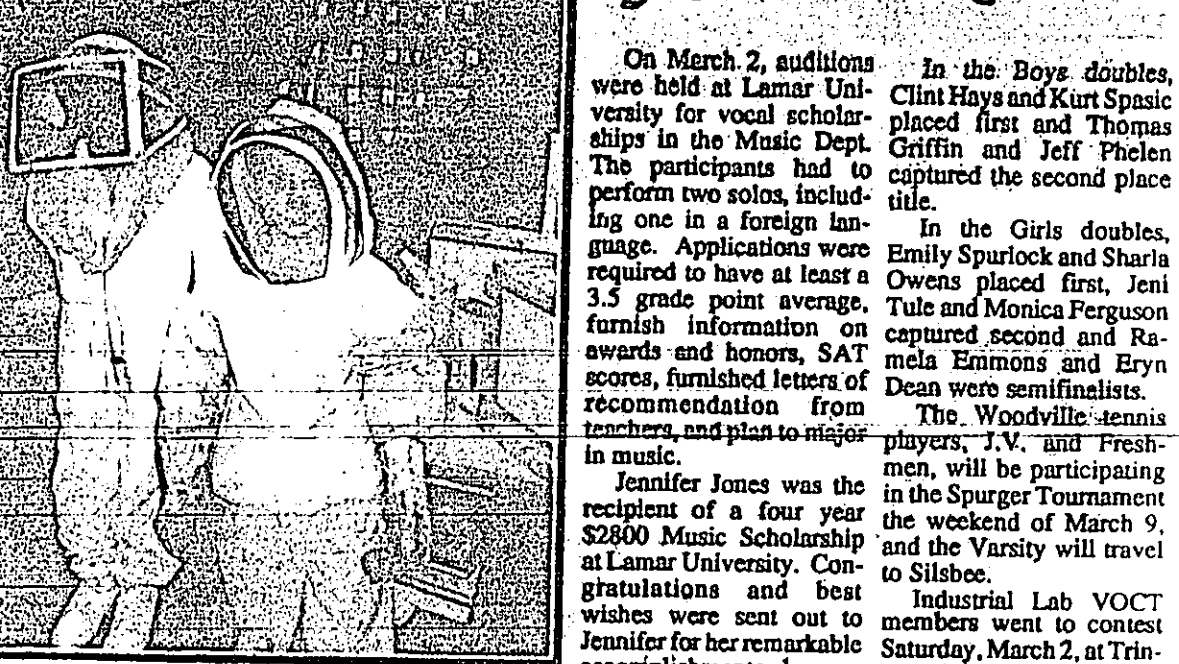 On March 2, auditions
were held at Lamar Uni-
versity for vocal scholar-
ships in the Music Dept.
The participants had to
perform two solos, includ-
ing one in a foreign lan-
guage. Applications were
required to have at least a
3.5 grade point average,
furnish information on
awards and honors, SAT
scores, furnished letters of
recommendation from
teachers, and plan to major
in music.
Jennifer Jones was the
recipient of a four year
$2800 Music Scholarship
at Lamar University. Con-
gratulations and best
wishes were sent out to
Jennifer for her remarkable
In the Boys doubles,
Clint Hays and Kurt Spasic
placed first and Thomas
Griffin and Jeff Phelen
captured the second place
title.
In the Girls doubles,
Emily Spurlock and Sharla
Owens placed first, Jeni
Tule and Monica Ferguson
captured second and Ra-
mela Emmons and Eryn
Dean were semifinalists.
The Woodville tennis
players, J.V. and Fresh-
men, will be participating
in the Spurger Tournament
the weekend of March 9,
and the Varsity will travel
to Silsbee.
Industrial Lab VOCT
members went to contest
Saturday, March 2, at Trin-